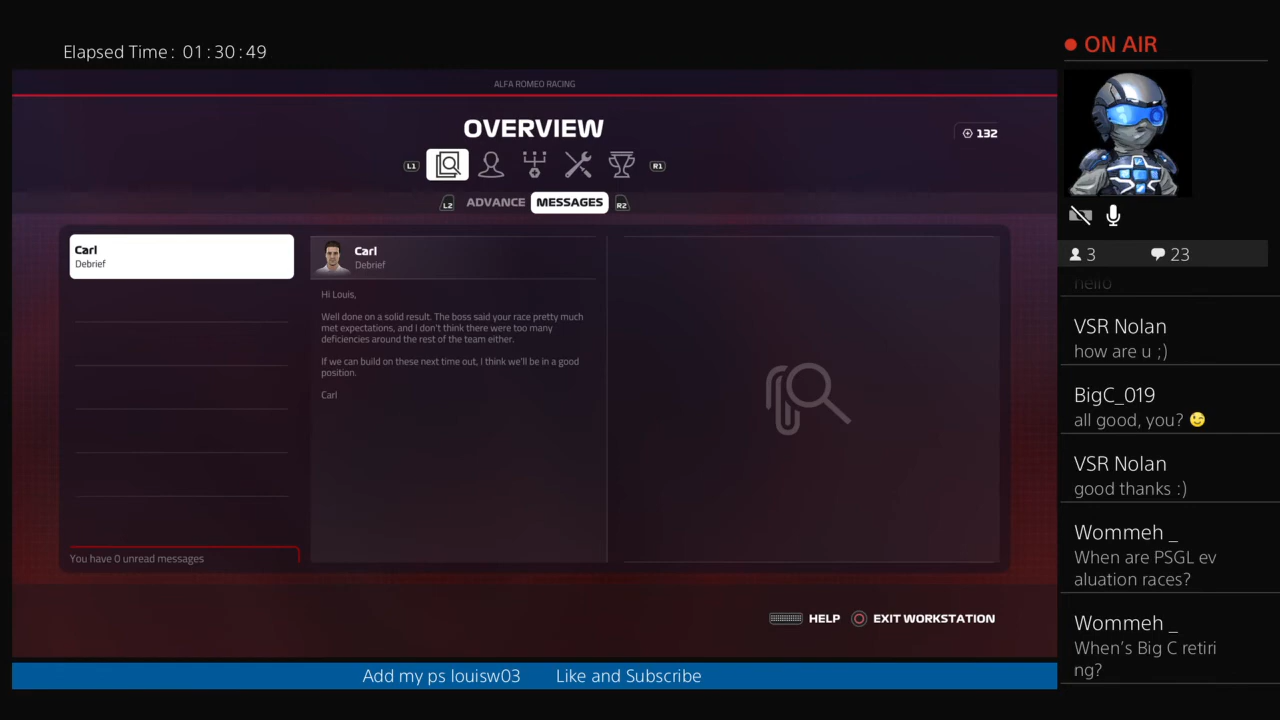 Elapsed Time: 01:30:49
ALFA ROMEO RACING
OVERVIEW
132
L1
R1
L2 ADVANCE MESSAGES R2
Carl
Debrief
You have 0 unread messages
Carl
Debrief
Hi Louis,
Well done on a solid result. The boss said your race pretty much
met expectations, and I don't think there were too many
deficiencies around the rest of the team either.
If we can build on these next time out, I think we'll be in a good
position.
Carl
HELP EXIT WORKSTATION
Add my ps louisw03 Like and Subscribe
ON AIR
3 23
hello
VSR Nolan
how are u ;)
BigC_019
all good, you? 😉
VSR Nolan
good thanks :)
Wommeh _
When are PSGL ev
aluation races?
Wommeh _
When's Big C retiri
ng?